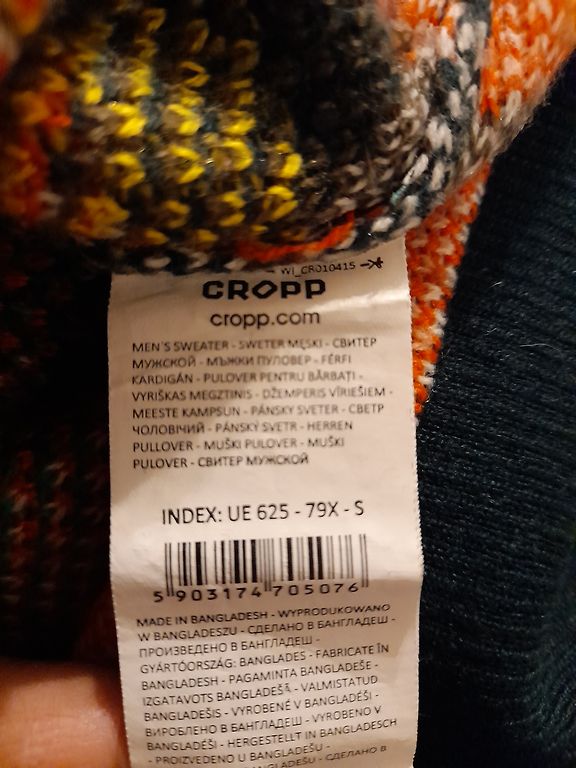 WI_CR010415
CROPP
cropp.com
MEN'S SWEATER - SWETER MĘSKI - СВИТЕР
МУЖСКОЙ - МЪЖКИ ПУЛОВЕР - FÉRFI
KARDIGÁN - PULOVER PENTRU BĂRBAȚI -
VYRIŠKAS MEGZTINIS - DŽEMPERIS VĪRIEŠIEM -
MEESTE KAMPSUN - PÁNSKY SVETER - СВЕТР
ЧОЛОВІЧИЙ - PÁNSKÝ SVETR - HERREN
PULLOVER - MUŠKI PULOVER - MUŠKI
PULOVER - СВИТЕР МУЖСКОЙ
INDEX: UE 625 - 79X - S
5 903174 705076
MADE IN BANGLADESH - WYPRODUKOWANO
W BANGLADESZU - СДЕЛАНО В БАНГЛАДЕШ -
ПРОИЗВЕДЕНО В БАНГЛАДЕШ -
GYÁRTÓORSZÁG: BANGLADES - FABRICATE ÎN
BANGLADESH - PAGAMINTA BANGLADEŠE -
IZGATAVOTS BANGLADEŠĀ - VALMISTATUD
BANGLADEŠIS - VYROBENÉ V BANGLADÉŠI -
ВИРОБЛЕНО В БАНГЛАДЕШ - VYROBENO V
BANGLADÉŠI - HERGESTELLT IN BANGLADESCH
- PROIZVEDENO U BANGLADEŠU -
BANGLADEŠU - СДЕЛАНО В